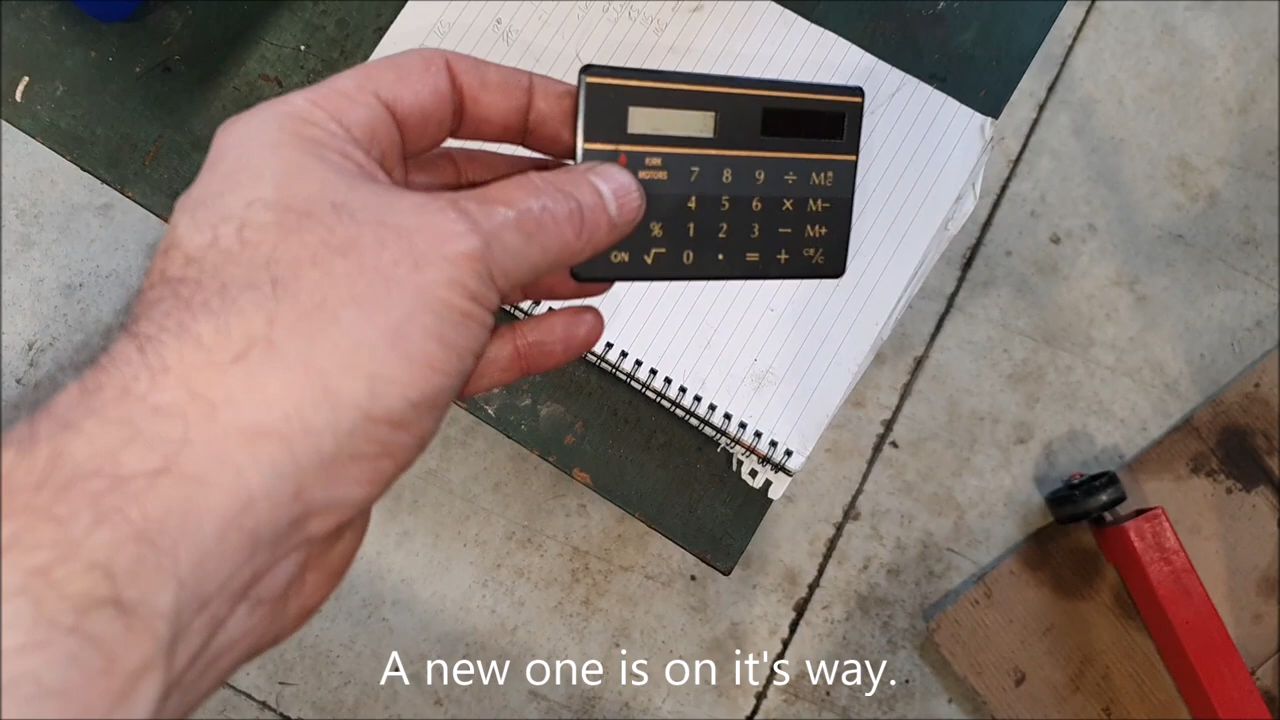 KIRK
MOTORS
7 8 9 ÷ MRC
4 5 6 × M−
% 1 2 3 − M+
ON √ 0 . = + CE/C
A new one is on it's way.